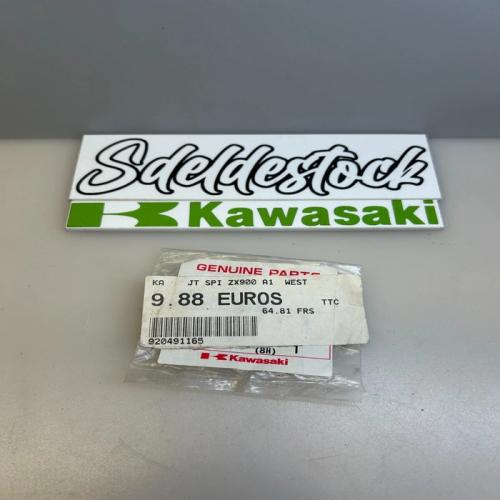 Sdeldestock
Kawasaki
GENUINE PARTS
KA JT SPI ZX900 A1 WEST
9.88 EUROS TTC
64.81 FRS
920491165
(8H) 1
Kawasaki